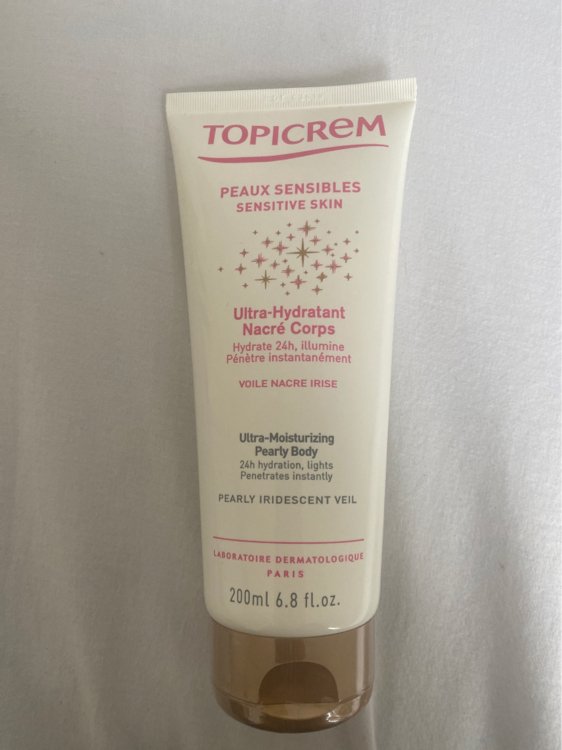 TOPICREM
PEAUX SENSIBLES
SENSITIVE SKIN
Ultra-Hydratant
Nacré Corps
Hydrate 24h, illumine
Pénètre instantanément
VOILE NACRE IRISE
Ultra-Moisturizing
Pearly Body
24h hydration, lights
Penetrates instantly
PEARLY IRIDESCENT VEIL
LABORATOIRE DERMATOLOGIQUE
PARIS
200ml 6.8 fl.oz.